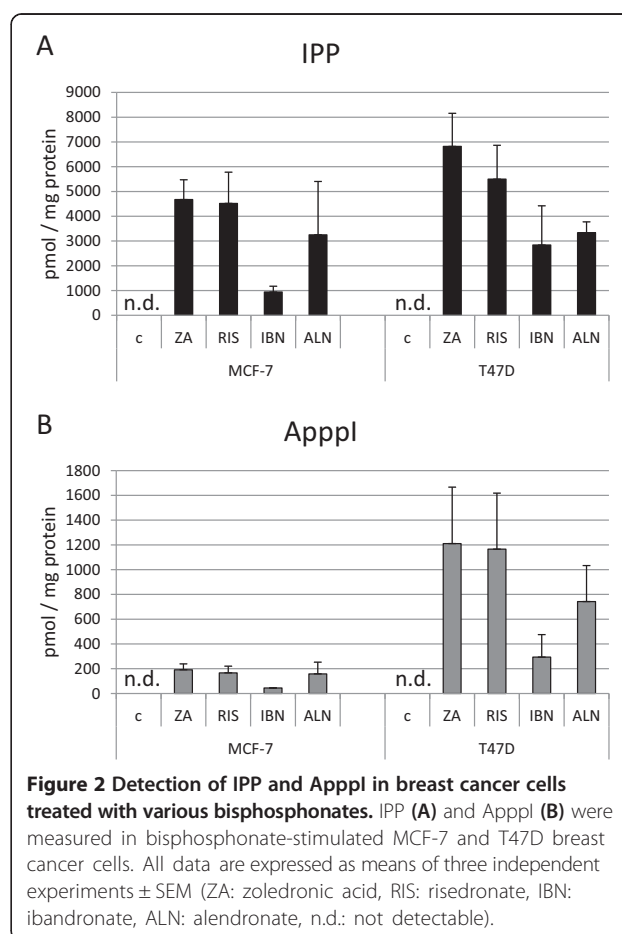 A
IPP
pmol / mg protein
9000
8000
7000
6000
5000
4000
3000
2000
1000
0
n.d.
n.d.
c ZA RIS IBN ALN c ZA RIS IBN ALN
MCF-7 T47D
B
ApppI
pmol / mg protein
1800
1600
1400
1200
1000
800
600
400
200
0
n.d.
n.d.
c ZA RIS IBN ALN c ZA RIS IBN ALN
MCF-7 T47D
Figure 2 Detection of IPP and ApppI in breast cancer cells
treated with various bisphosphonates. IPP (A) and ApppI (B) were
measured in bisphosphonate-stimulated MCF-7 and T47D breast
cancer cells. All data are expressed as means of three independent
experiments ± SEM (ZA: zoledronic acid, RIS: risedronate, IBN:
ibandronate, ALN: alendronate, n.d.: not detectable).